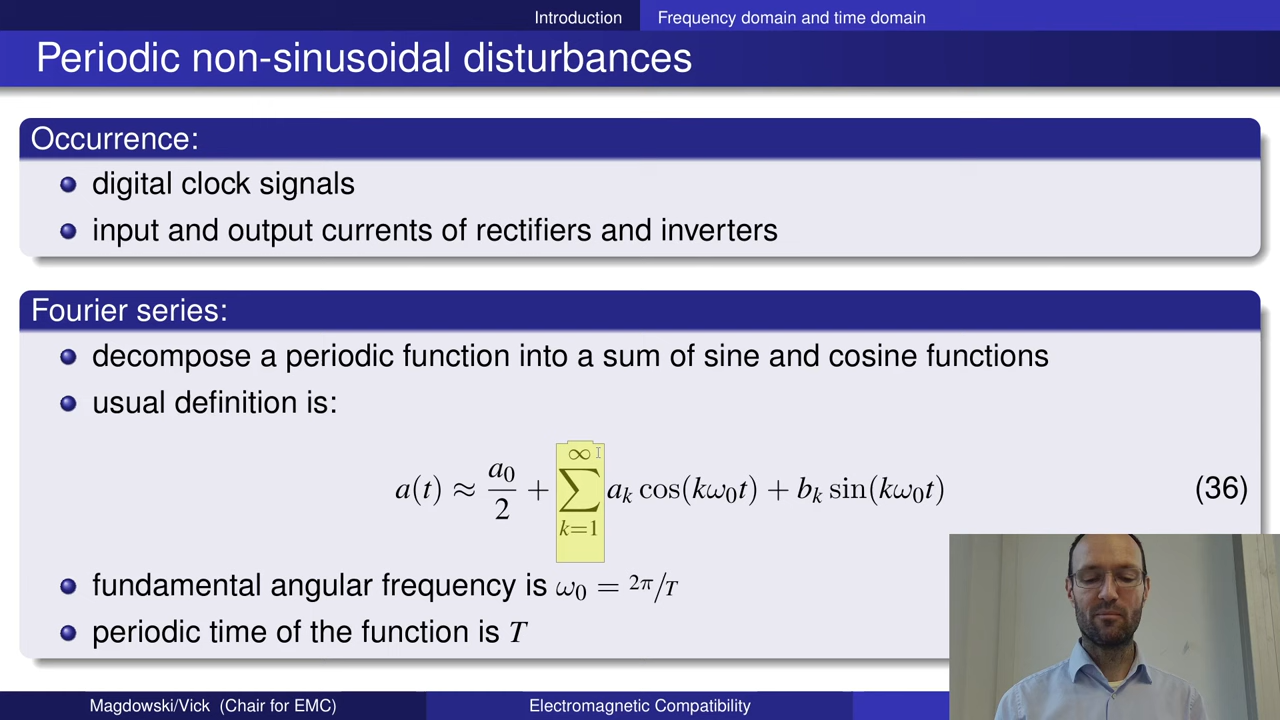 Introduction Frequency domain and time domain
Periodic non-sinusoidal disturbances
Occurrence:
digital clock signals
input and output currents of rectifiers and inverters
Fourier series:
decompose a periodic function into a sum of sine and cosine functions
usual definition is:
a(t) ≈ a₀/2 + ∑_{k=1}^{∞} aₖ cos(kω₀t) + bₖ sin(kω₀t) (36)
fundamental angular frequency is ω₀ = 2π/T
periodic time of the function is T
Magdowski/Vick (Chair for EMC) Electromagnetic Compatibility